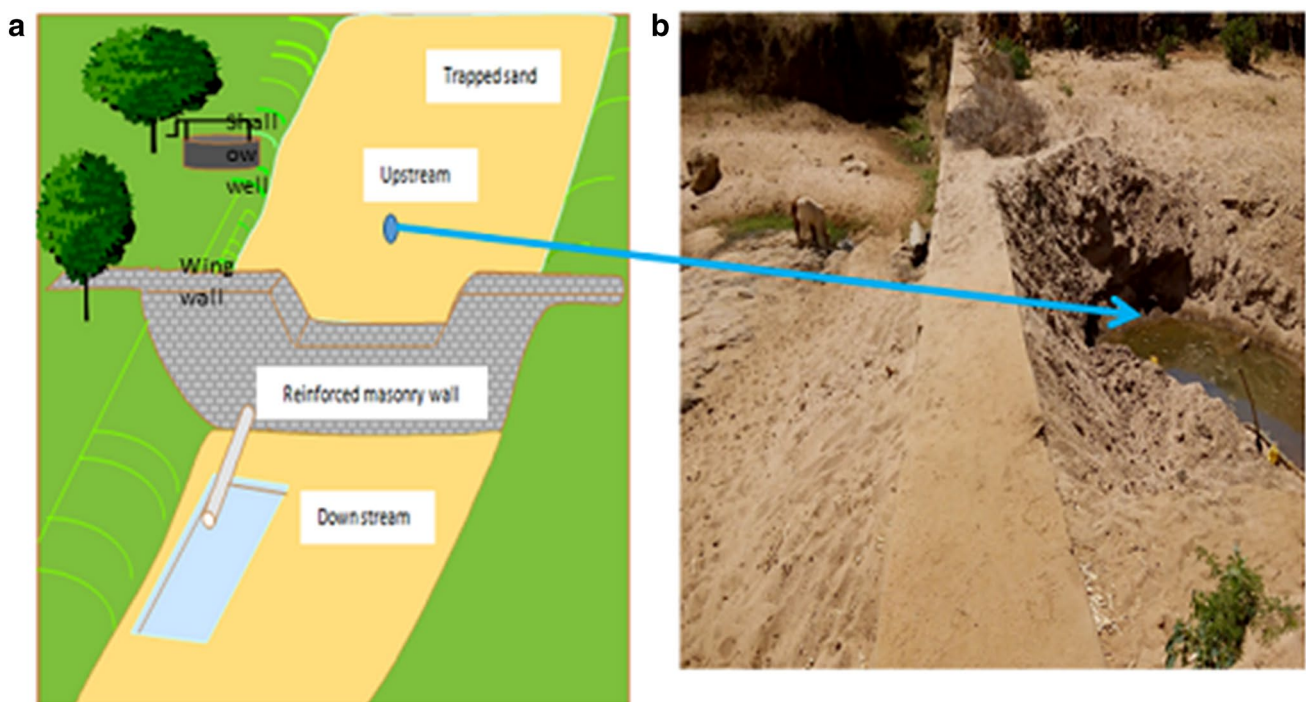 a
b
Trapped sand
Shall
ow
well
Upstream
Wing
wall
Reinforced masonry wall
Down stream